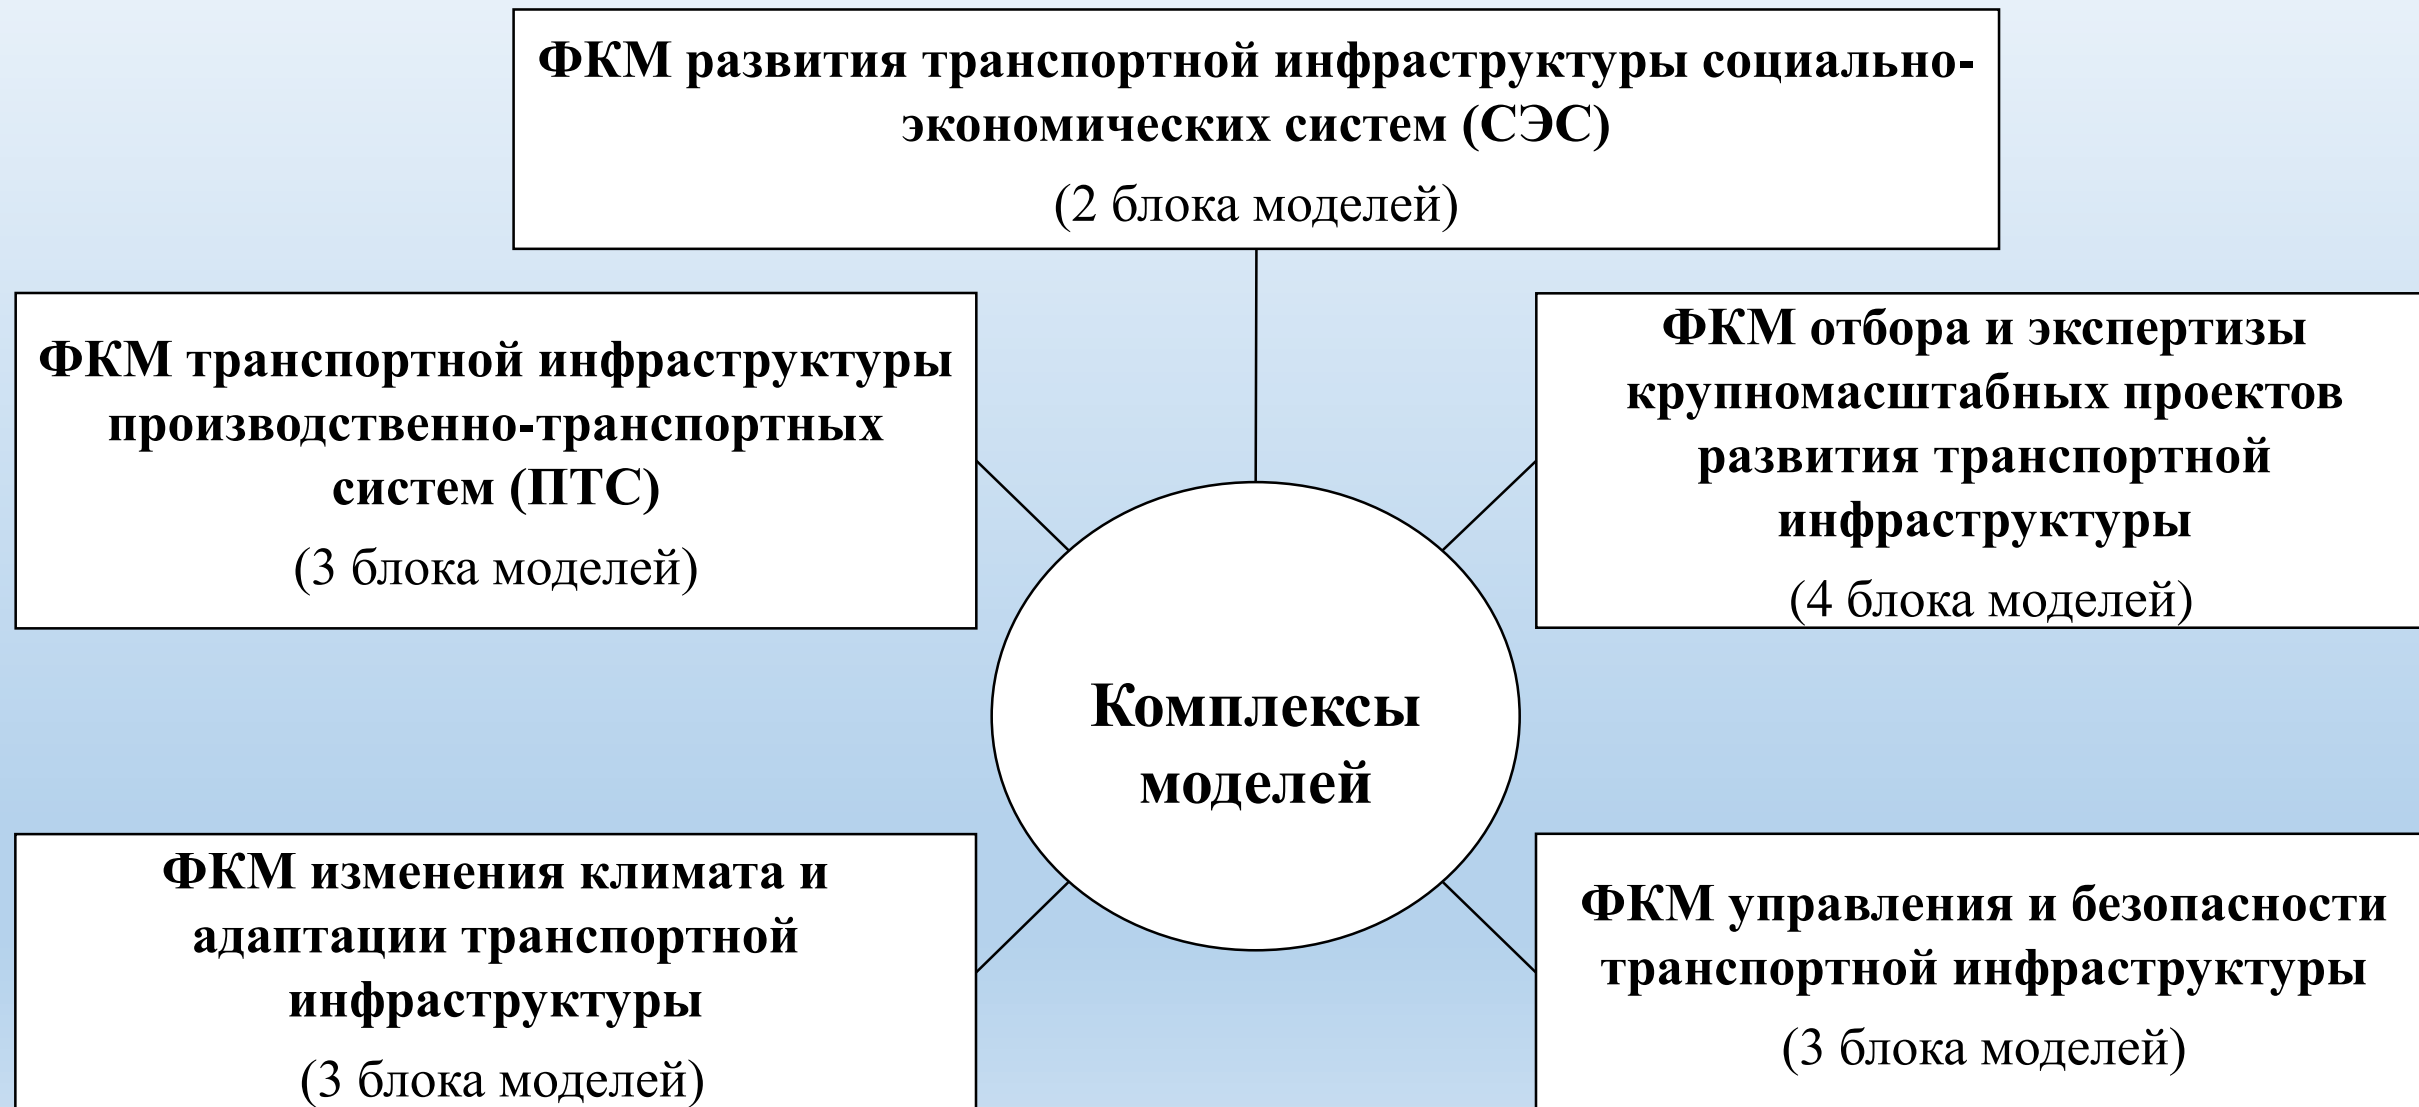 ФКМ развития транспортной инфраструктуры социально-
экономических систем (СЭС)
(2 блока моделей)
ФКМ транспортной инфраструктуры
производственно-транспортных
систем (ПТС)
(3 блока моделей)
ФКМ отбора и экспертизы
крупномасштабных проектов
развития транспортной
инфраструктуры
(4 блока моделей)
Комплексы
моделей
ФКМ изменения климата и
адаптации транспортной
инфраструктуры
(3 блока моделей)
ФКМ управления и безопасности
транспортной инфраструктуры
(3 блока моделей)